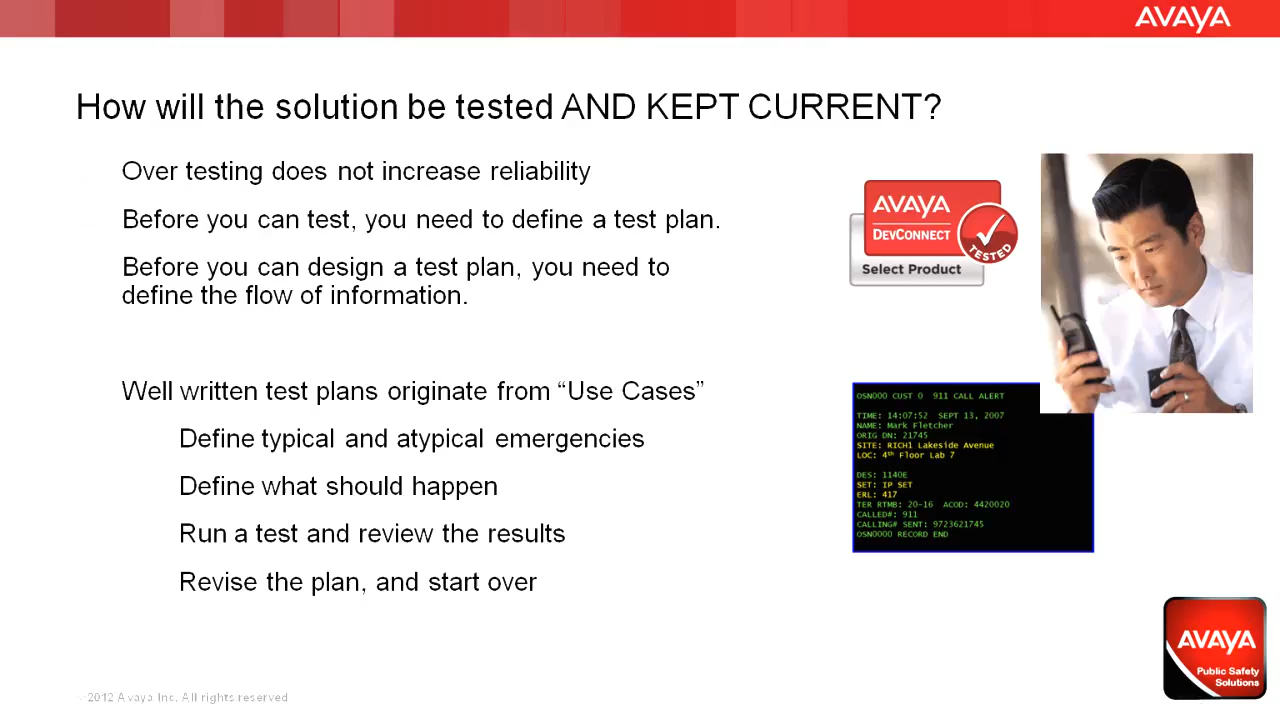 AVAYA
How will the solution be tested AND KEPT CURRENT?
Over testing does not increase reliability
Before you can test, you need to define a test plan.
Before you can design a test plan, you need to
define the flow of information.
Well written test plans originate from “Use Cases”
Define typical and atypical emergencies
Define what should happen
Run a test and review the results
Revise the plan, and start over
AVAYA
DEVCONNECT
TESTED
Select Product
OSN000 CUST 0 911 CALL ALERT
TIME: 14:07:52 SEPT 13, 2007
NAME: Mark Fletcher
ORIG DN: 21745
SITE: RICH1 Lakeside Avenue
LOC: 4th Floor Lab 7
DES: 1140E
SET: IP SET
ERL: 417
TER RTMB: 20-16 ACOD: 4420020
CALLED#: 911
CALLING# SENT: 9723621745
OSN0000 RECORD END
AVAYA
Public Safety
Solutions
© 2012 Avaya Inc. All rights reserved